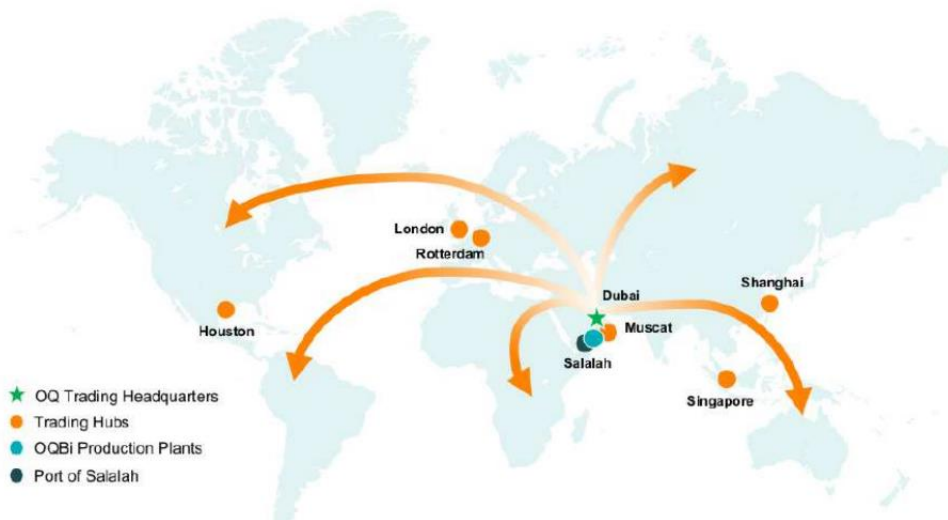 London
Rotterdam
Houston
Dubai
Muscat
Salalah
Shanghai
Singapore
OQ Trading Headquarters
Trading Hubs
OQBi Production Plants
Port of Salalah